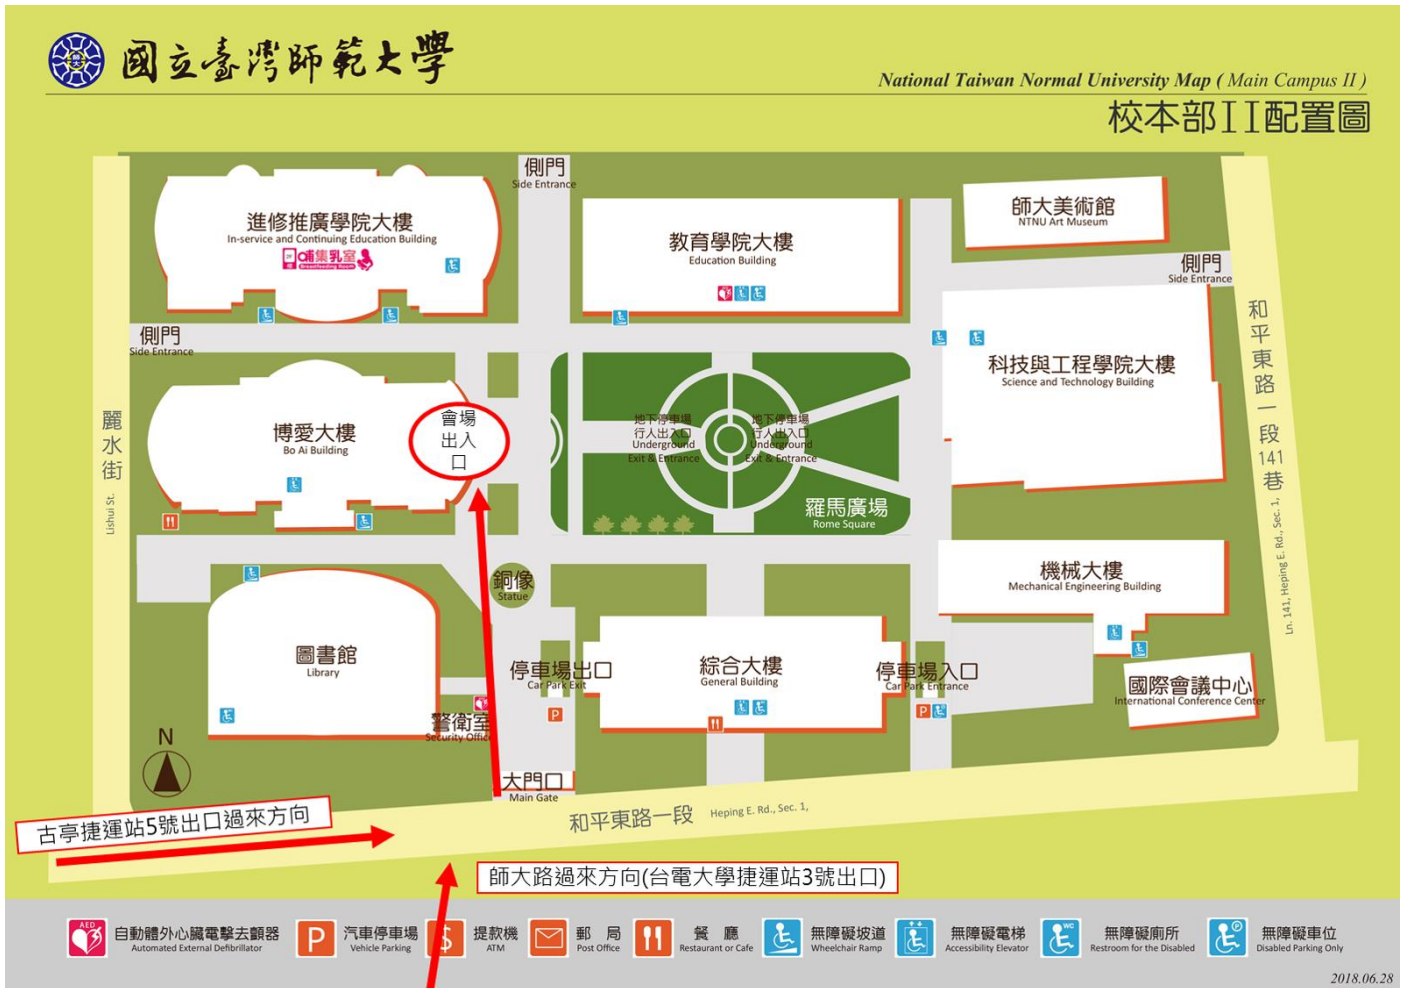 國立臺灣師範大學
National Taiwan Normal University Map ( Main Campus II )
校本部II配置圖
側門
Side Entrance
進修推廣學院大樓
In-service and Continuing Education Building
哺集乳室
Breastfeeding Room
教育學院大樓
Education Building
師大美術館
NTNU Art Museum
側門
Side Entrance
側門
Side Entrance
科技與工程學院大樓
Science and Technology Building
和平東路一段141巷
Ln. 141, Heping E. Rd., Sec. 1,
麗水街
Lishui St.
博愛大樓
Bo Ai Building
會場
出入
口
地下停車場
行人出入口
Underground
Exit & Entrance
地下停車場
行人出入口
Underground
Exit & Entrance
羅馬廣場
Rome Square
銅像
Statue
機械大樓
Mechanical Engineering Building
圖書館
Library
停車場出口
Car Park Exit
P
綜合大樓
General Building
停車場入口
Car Park Entrance
P
國際會議中心
International Conference Center
警衛室
Security Office
N
大門口
Main Gate
和平東路一段
Heping E. Rd., Sec. 1,
古亭捷運站5號出口過來方向
師大路過來方向(台電大學捷運站3號出口)
AED
自動體外心臟電擊去顫器
Automated External Defibrillator
P
汽車停車場
Vehicle Parking
$
提款機
ATM
郵 局
Post Office
餐 廳
Restaurant or Cafe
無障礙坡道
Wheelchair Ramp
無障礙電梯
Accessibility Elevator
WC
無障礙廁所
Restroom for the Disabled
P
無障礙車位
Disabled Parking Only
2018.06.28